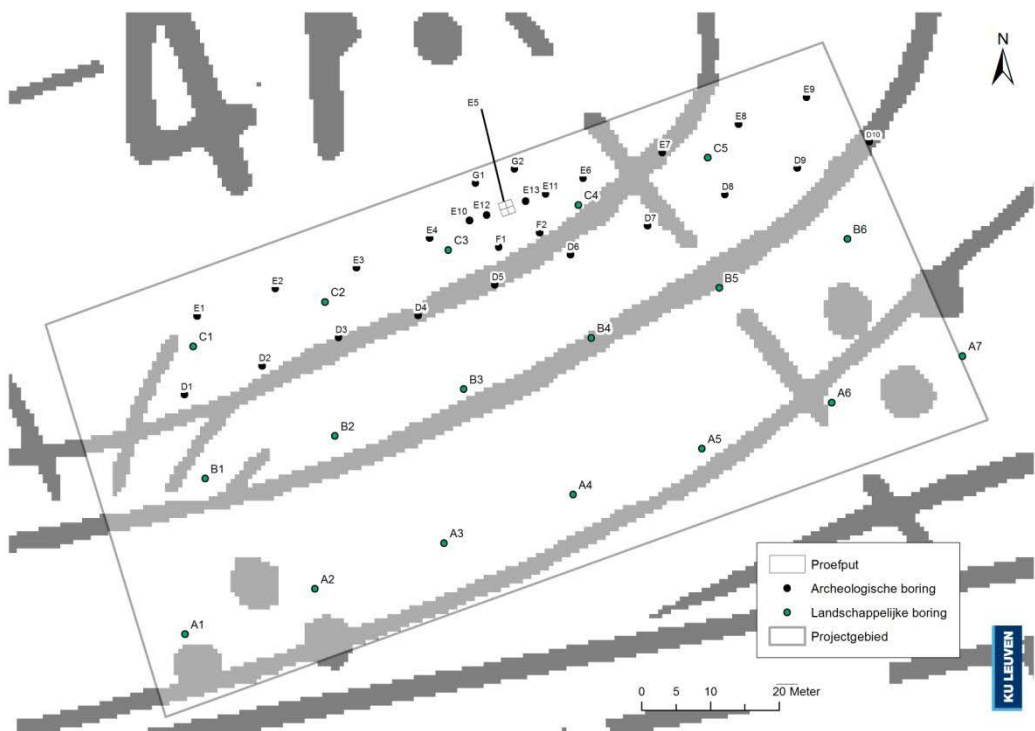 N
E9
E5
E8
D10
E7
C5
D9
G2
G1
E6
E13
E11
D8
E12
C4
E10
F2
D7
E4
C3
F1
D6
B6
E3
D5
E2
C2
B5
E1
D4
D3
B4
C1
A7
D2
B3
D1
A6
B2
A5
B1
A4
A3
A2
A1
Proefput
Archeologische boring
Landschappelijke boring
Projectgebied
0 5 10 20 Meter
KU LEUVEN